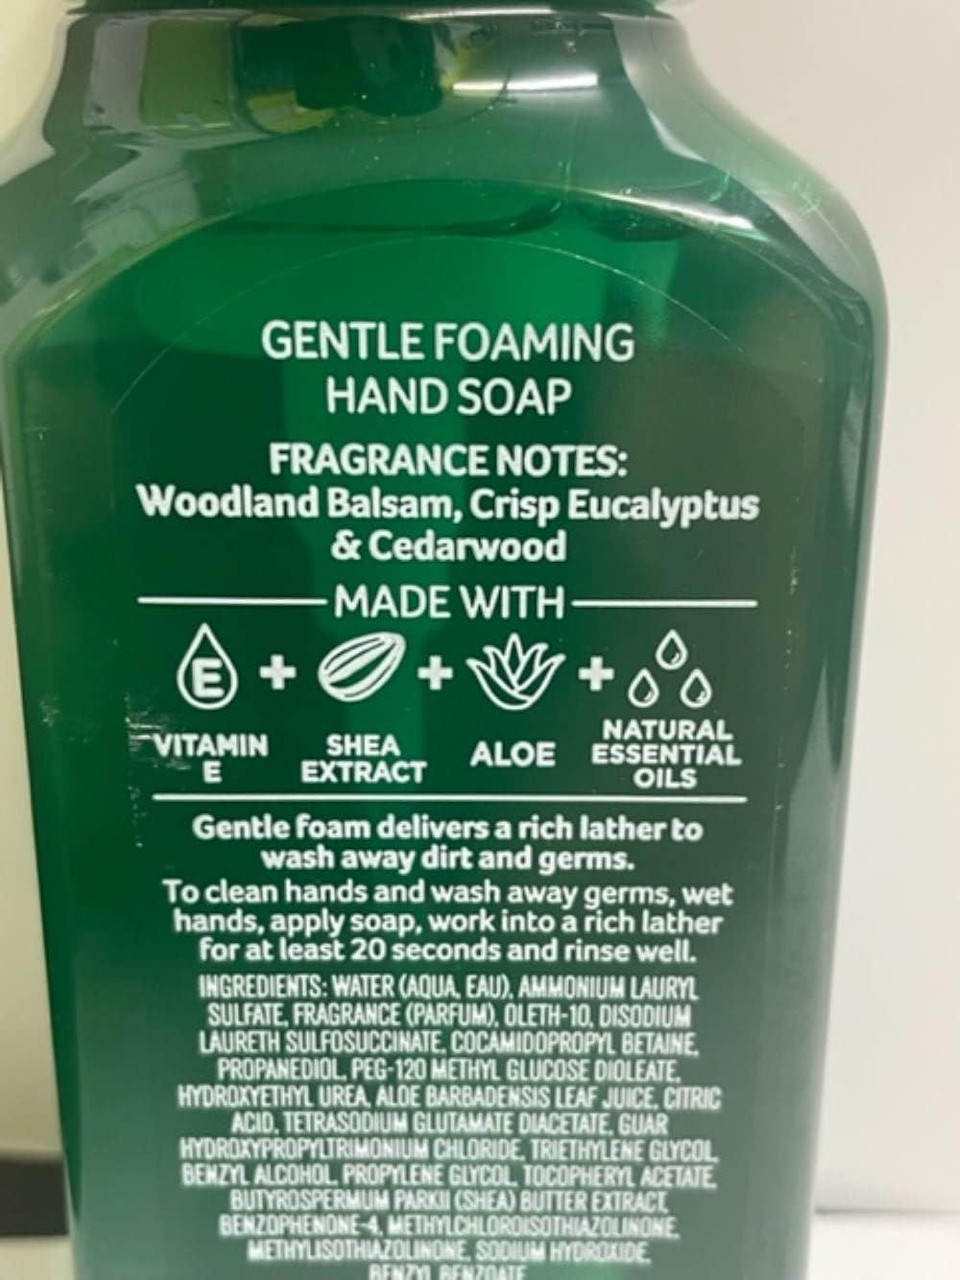 GENTLE FOAMING
HAND SOAP
FRAGRANCE NOTES:
Woodland Balsam, Crisp Eucalyptus
& Cedarwood
MADE WITH
E + + +
VITAMIN
E
SHEA
EXTRACT
ALOE
NATURAL
ESSENTIAL
OILS
Gentle foam delivers a rich lather to
wash away dirt and germs.
To clean hands and wash away germs, wet
hands, apply soap, work into a rich lather
for at least 20 seconds and rinse well.
INGREDIENTS: WATER (AQUA, EAU), AMMONIUM LAURYL
SULFATE, FRAGRANCE (PARFUM), OLETH-10, DISODIUM
LAURETH SULFOSUCCINATE, COCAMIDOPROPYL BETAINE,
PROPANEDIOL, PEG-120 METHYL GLUCOSE DIOLEATE,
HYDROXYETHYL UREA, ALOE BARBADENSIS LEAF JUICE, CITRIC
ACID, TETRASODIUM GLUTAMATE DIACETATE, GUAR
HYDROXYPROPYLTRIMONIUM CHLORIDE, TRIETHYLENE GLYCOL,
BENZYL ALCOHOL, PROPYLENE GLYCOL, TOCOPHERYL ACETATE,
BUTYROSPERMUM PARKII (SHEA) BUTTER EXTRACT,
BENZOPHENONE-4, METHYLCHLOROISOTHIAZOLINONE,
METHYLISOTHIAZOLINONE, SODIUM HYDROXIDE,
BENZYL BENZOATE